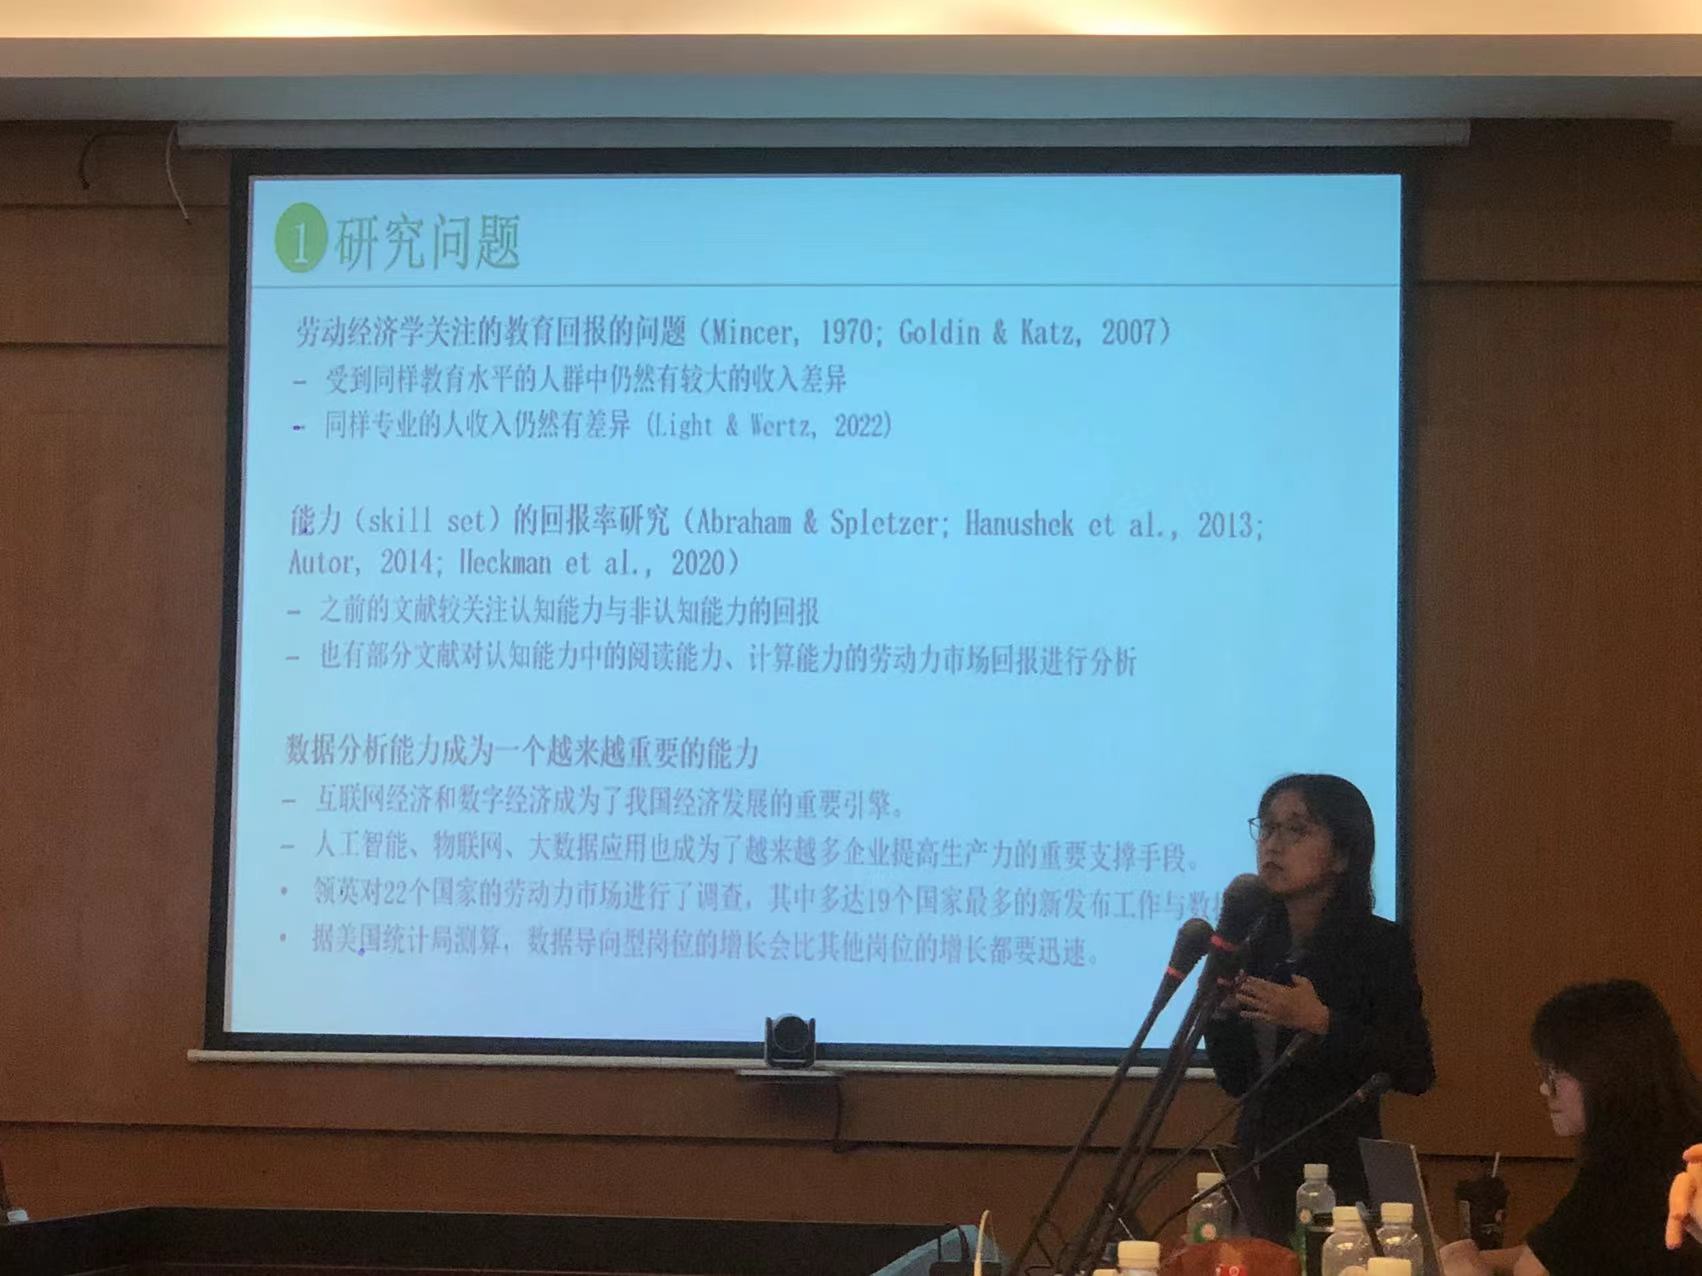 1 研究问题
劳动经济学关注的教育回报的问题（Mincer, 1970; Goldin & Katz, 2007）
– 受到同样教育水平的人群中仍然有较大的收入差异
– 同样专业的人收入仍然有差异 (Light & Wertz, 2022)
能力（skill set）的回报率研究（Abraham & Spletzer; Hanushek et al., 2013;
Autor, 2014; Heckman et al., 2020）
– 之前的文献较关注认知能力与非认知能力的回报
– 也有部分文献对认知能力中的阅读能力、计算能力的劳动力市场回报进行分析
数据分析能力成为一个越来越重要的能力
– 互联网经济和数字经济成为了我国经济发展的重要引擎。
– 人工智能、物联网、大数据应用也成为了越来越多企业提高生产力的重要支撑手段。
• 领英对22个国家的劳动力市场进行了调查，其中多达19个国家最多的新发布工作与数
• 据美国统计局测算，数据导向型岗位的增长会比其他岗位的增长都要迅速。